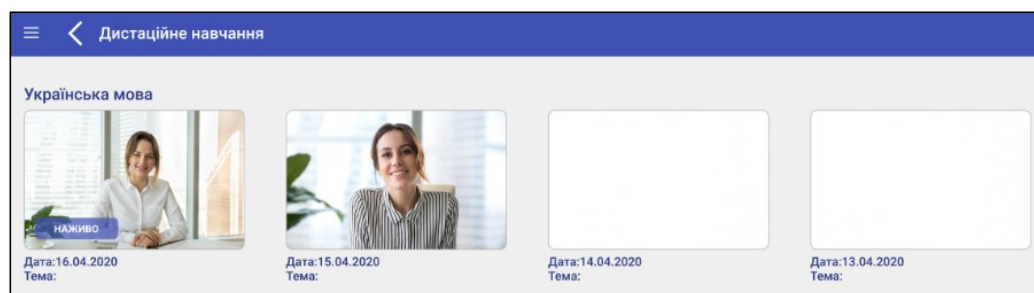 Дистаційне навчання
Українська мова
НАЖИВО
Дата:16.04.2020
Тема:
Дата:15.04.2020
Тема:
Дата:14.04.2020
Тема:
Дата:13.04.2020
Тема: